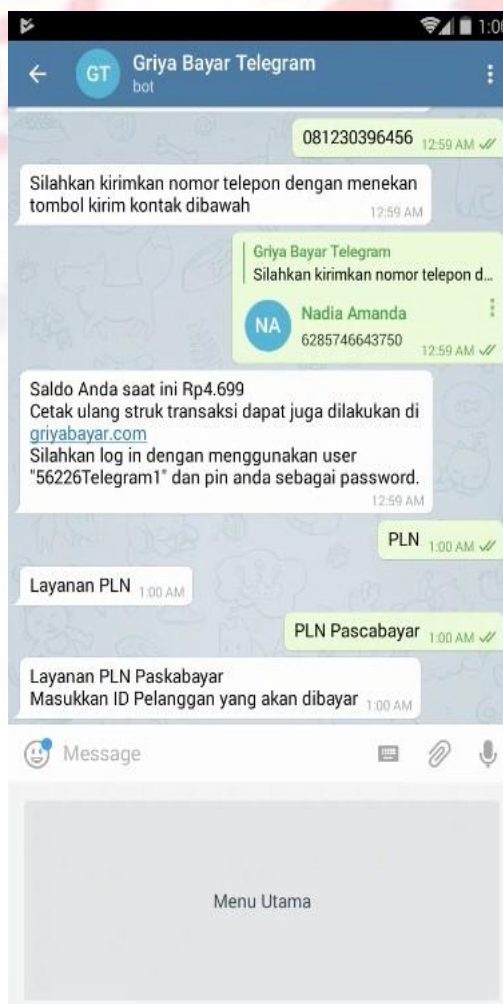 1:00
GT
Griya Bayar Telegram
bot
081230396456 12:59 AM
Silahkan kirimkan nomor telepon dengan menekan
tombol kirim kontak dibawah
12:59 AM
Griya Bayar Telegram
Silahkan kirimkan nomor telepon d...
NA
Nadia Amanda
6285746643750
12:59 AM
Saldo Anda saat ini Rp4.699
Cetak ulang struk transaksi dapat juga dilakukan di
griyabayar.com
Silahkan log in dengan menggunakan user
"56226Telegram1" dan pin anda sebagai password.
12:59 AM
PLN 1:00 AM
Layanan PLN 1:00 AM
PLN Pascabayar 1:00 AM
Layanan PLN Paskabayar
Masukkan ID Pelanggan yang akan dibayar 1:00 AM
Message
Menu Utama